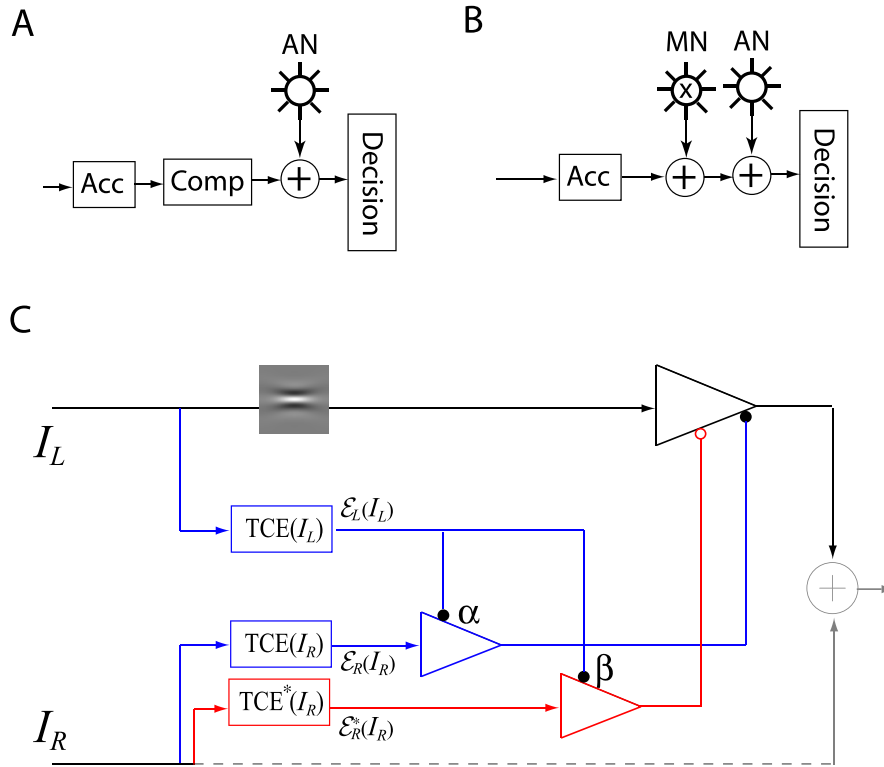 A
AN
Acc
Comp
+
Decision
B
MN
AN
x
Acc
+
+
Decision
C
I_L
TCE(I_L)
ℰ_L(I_L)
α
TCE(I_R)
ℰ_R(I_R)
β
TCE*(I_R)
ℰ*_R(I_R)
I_R
+